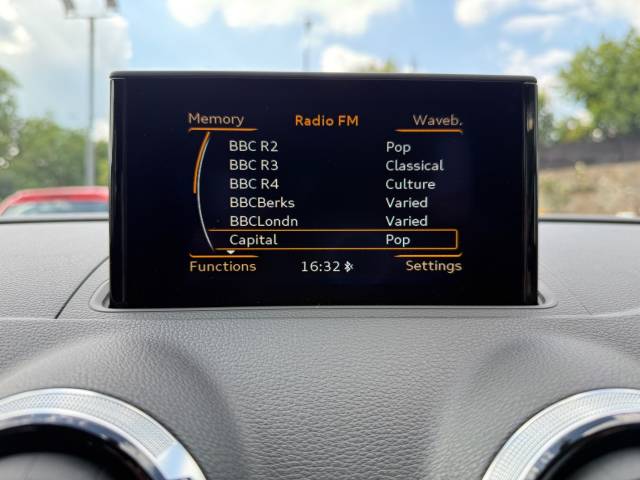 Memory Radio FM Waveb.
BBC R2 Pop
BBC R3 Classical
BBC R4 Culture
BBCBerks Varied
BBCLondn Varied
Capital Pop
Functions 16:32 Settings